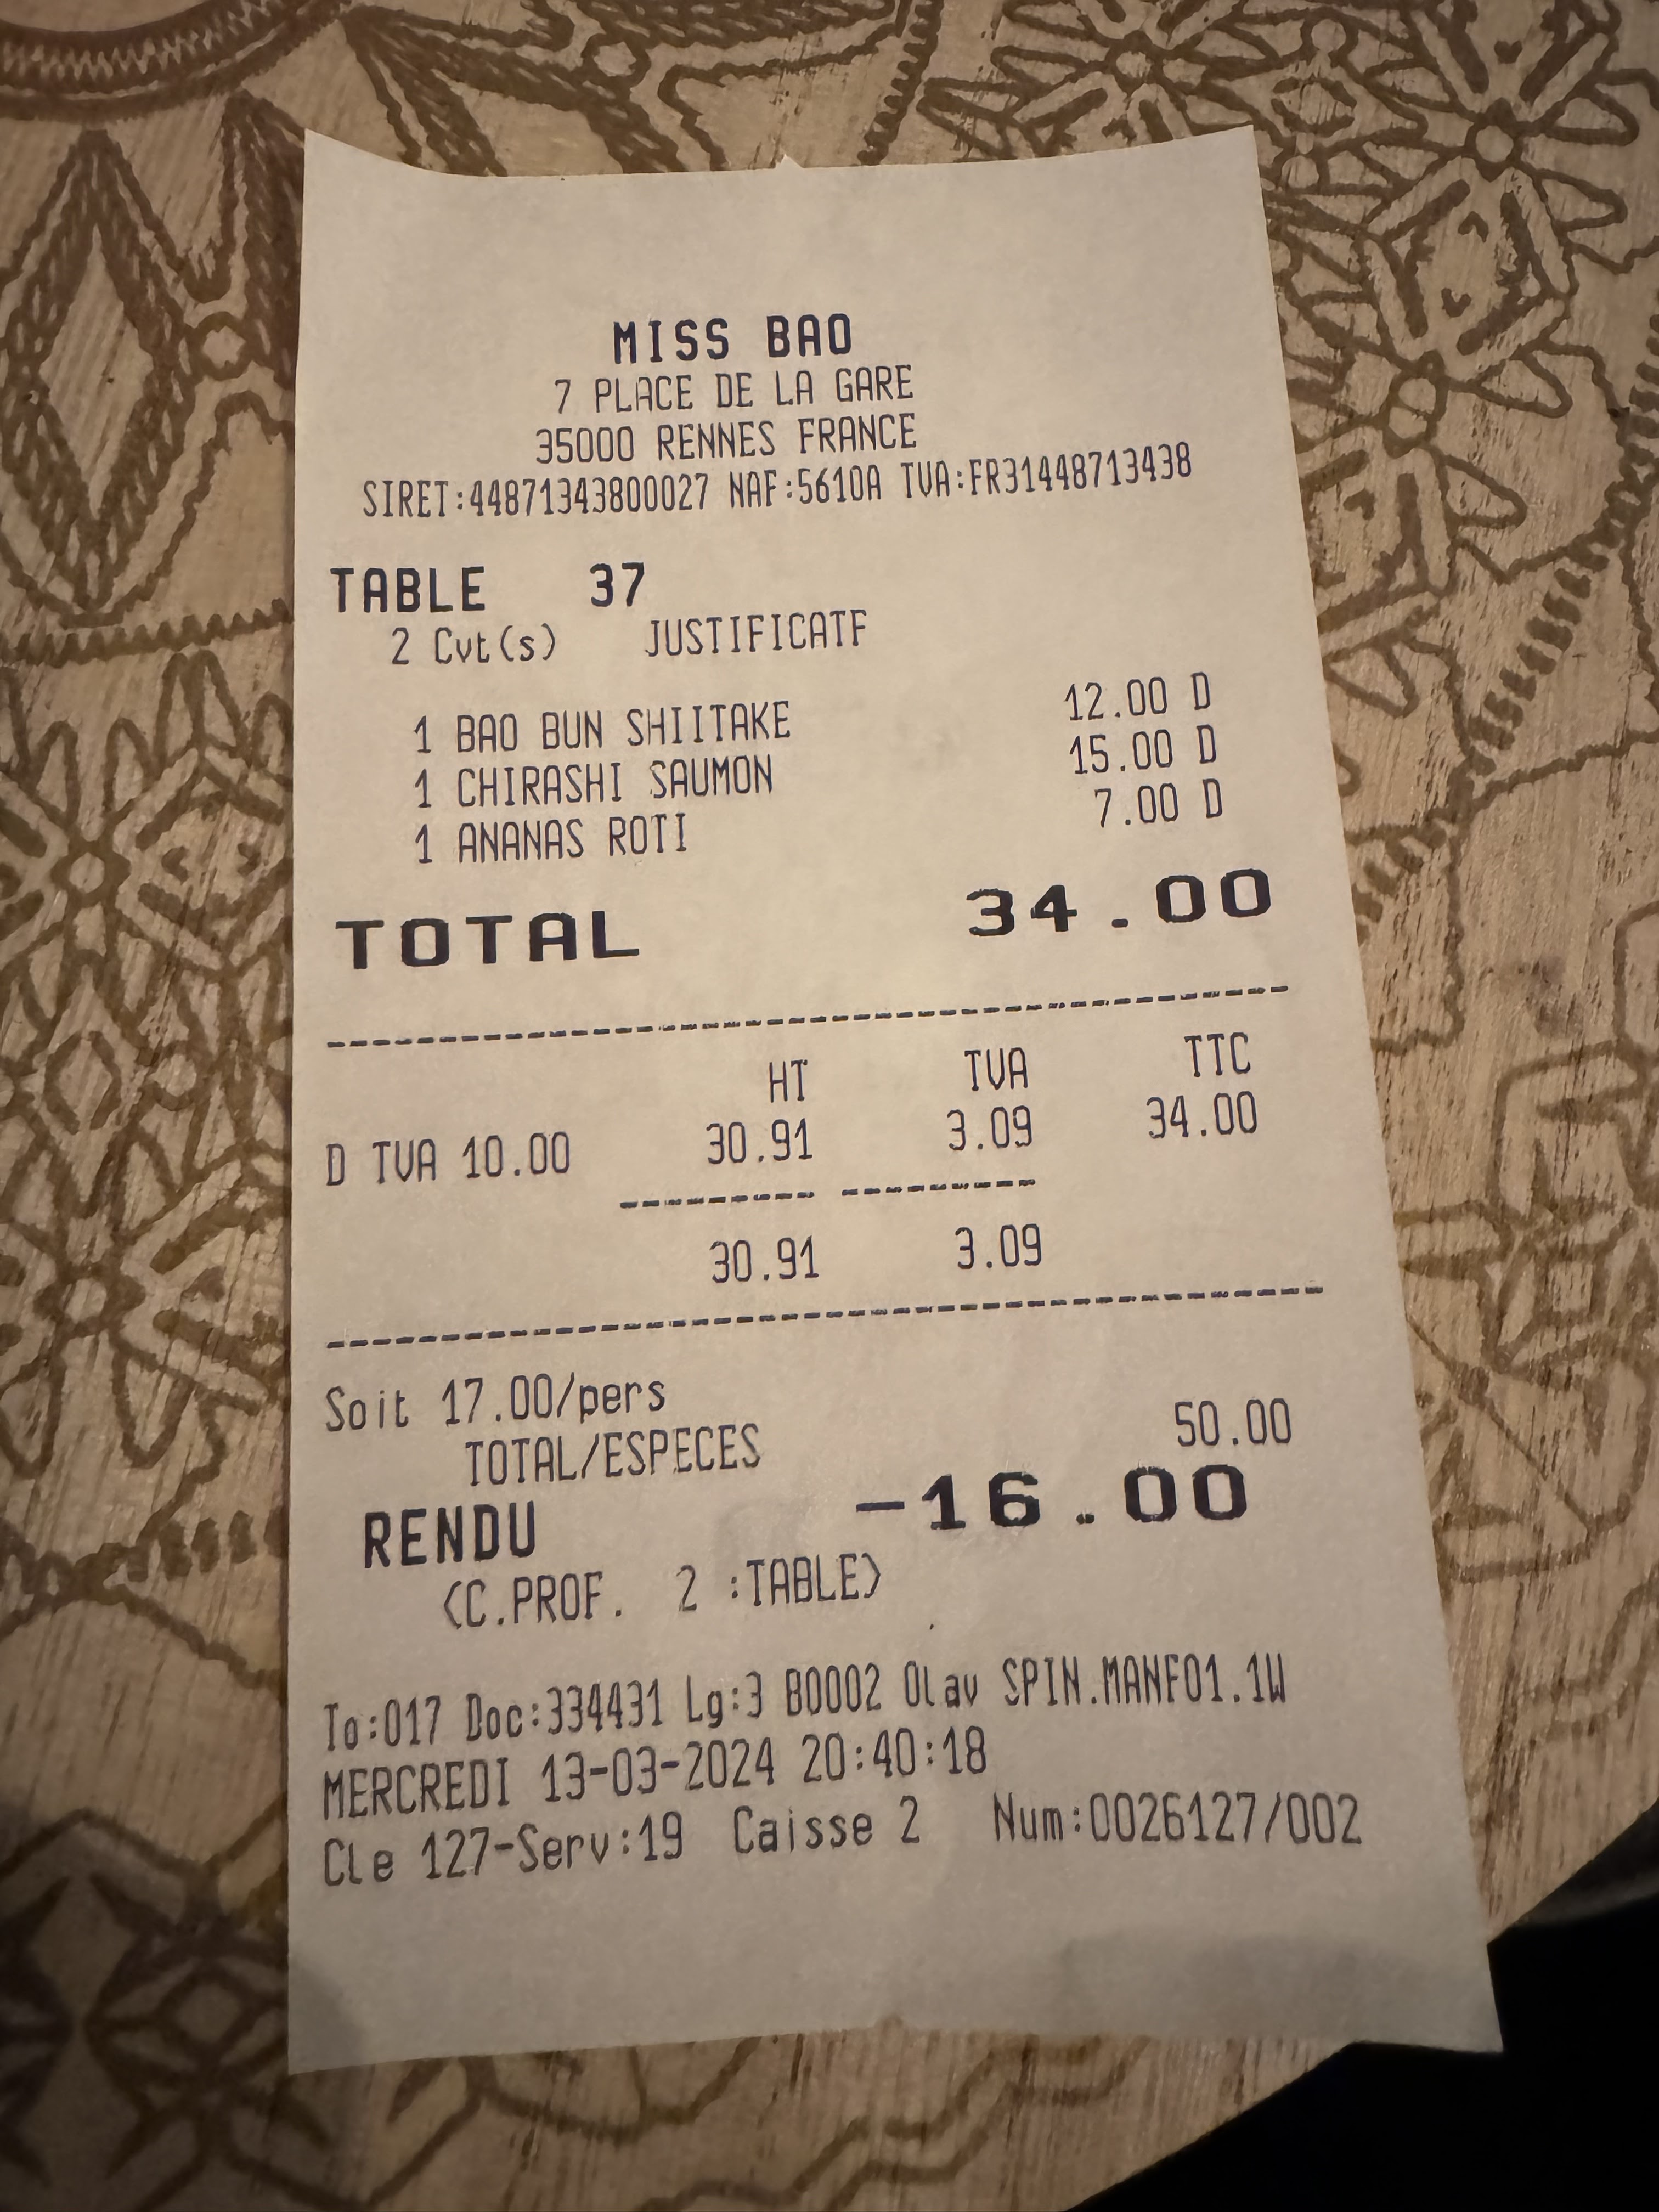 MISS BAO
7 PLACE DE LA GARE
35000 RENNES FRANCE
SIRET:44871343800027 NAF:5610A TVA:FR31448713438
TABLE 37
2 Cvt(s) JUSTIFICATF
1 BAO BUN SHIITAKE 12.00 D
1 CHIRASHI SAUMON 15.00 D
1 ANANAS ROTI 7.00 D
TOTAL 34.00
HT TVA TTC
D TVA 10.00 30.91 3.09 34.00
30.91 3.09
Soit 17.00/pers
TOTAL/ESPECES 50.00
RENDU -16.00
(C.PROF. 2 :TABLE)
To:017 Doc:334431 Lg:3 B0002 Olav SPIN.MANF01.1W
MERCREDI 13-03-2024 20:40:18
Cle 127-Serv:19 Caisse 2 Num:0026127/002